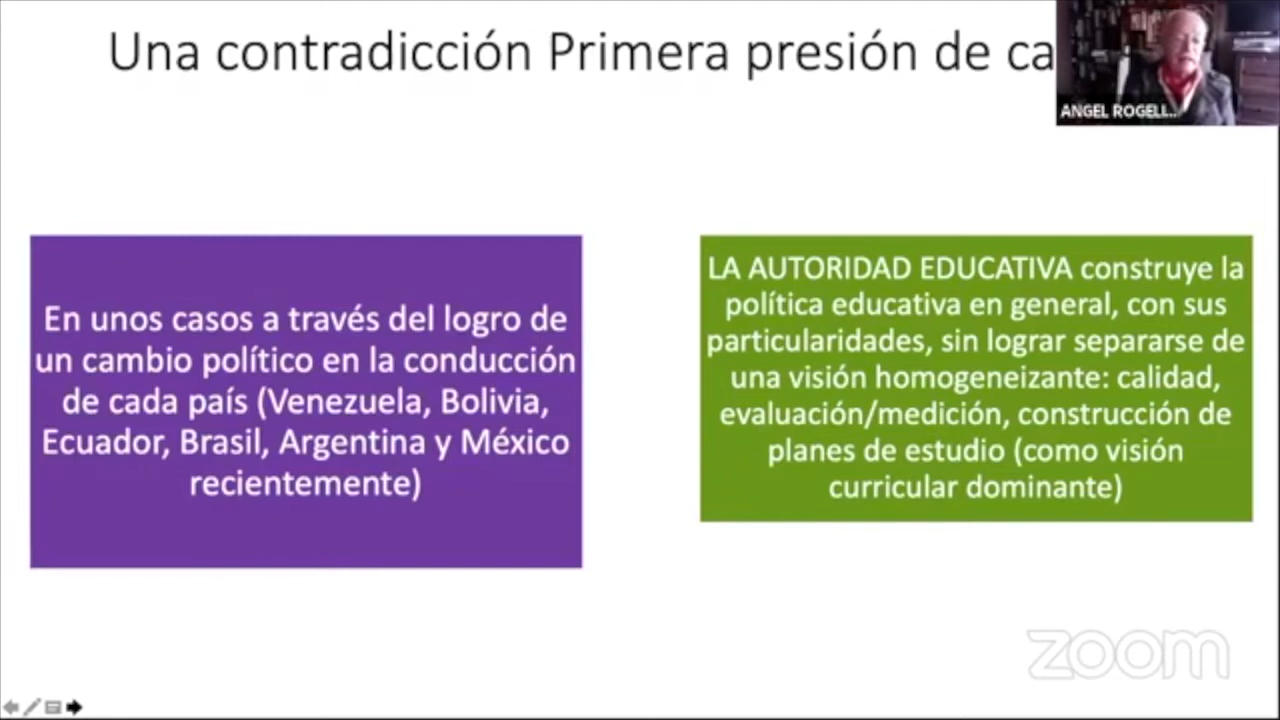 Una contradicción Primera presión de ca
ANGEL ROGELL...
En unos casos a través del logro de
un cambio político en la conducción
de cada país (Venezuela, Bolivia,
Ecuador, Brasil, Argentina y México
recientemente)
LA AUTORIDAD EDUCATIVA construye la
política educativa en general, con sus
particularidades, sin lograr separarse de
una visión homogeneizante: calidad,
evaluación/medición, construcción de
planes de estudio (como visión
curricular dominante)
zoom